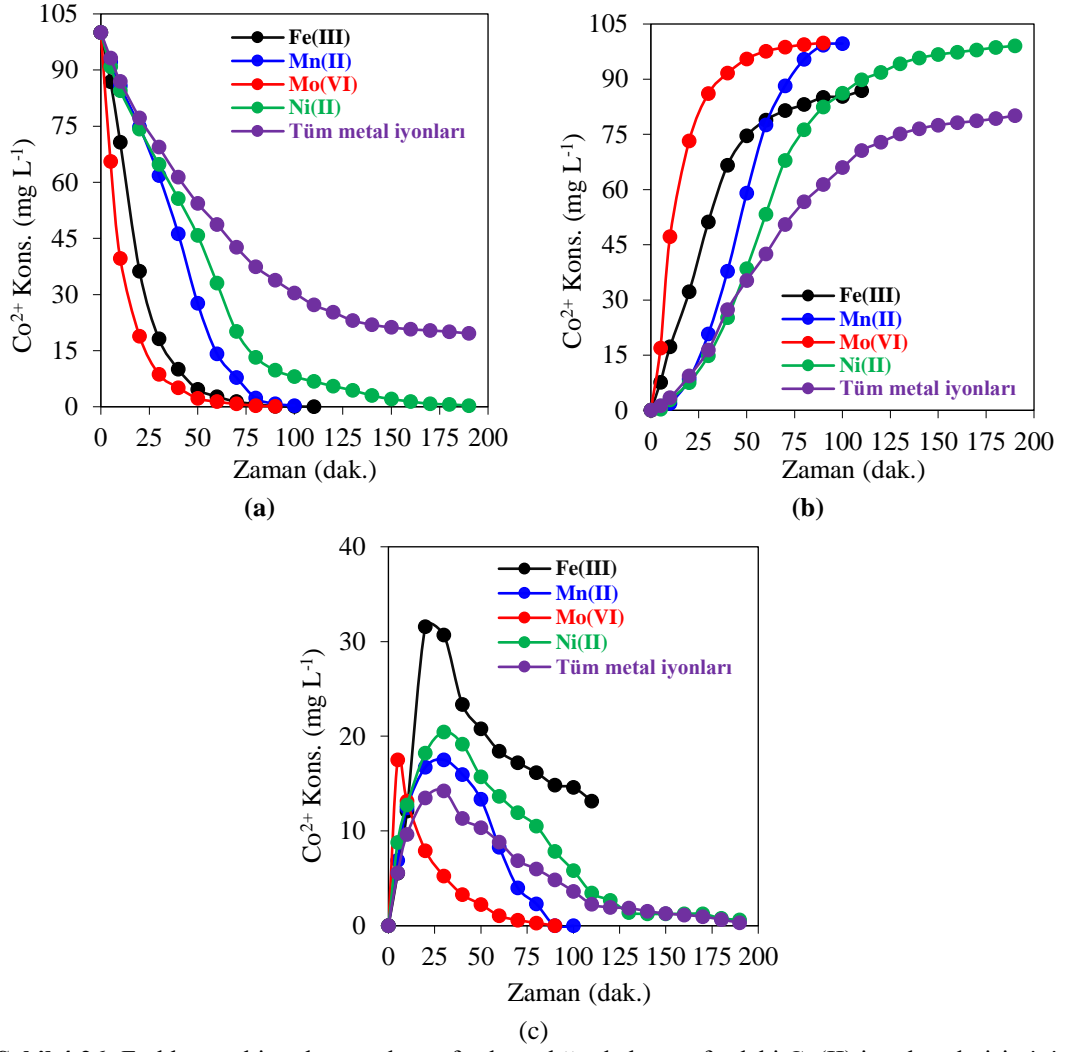 105
90
75
60
45
30
15
0
Co2+ Kons. (mg L-1)
Fe(III)
Mn(II)
Mo(VI)
Ni(II)
Tüm metal iyonları
0 25 50 75 100 125 150 175 200
Zaman (dak.)
(a)
120
105
90
75
60
45
30
15
0
Co2+ Kons. (mg L-1)
Fe(III)
Mn(II)
Mo(VI)
Ni(II)
Tüm metal iyonları
0 25 50 75 100 125 150 175 200
Zaman (dak.)
(b)
40
30
20
10
0
Co2+ Kons. (mg L-1)
Fe(III)
Mn(II)
Mo(VI)
Ni(II)
Tüm metal iyonları
0 25 50 75 100 125 150 175 200
Zaman (dak.)
(c)